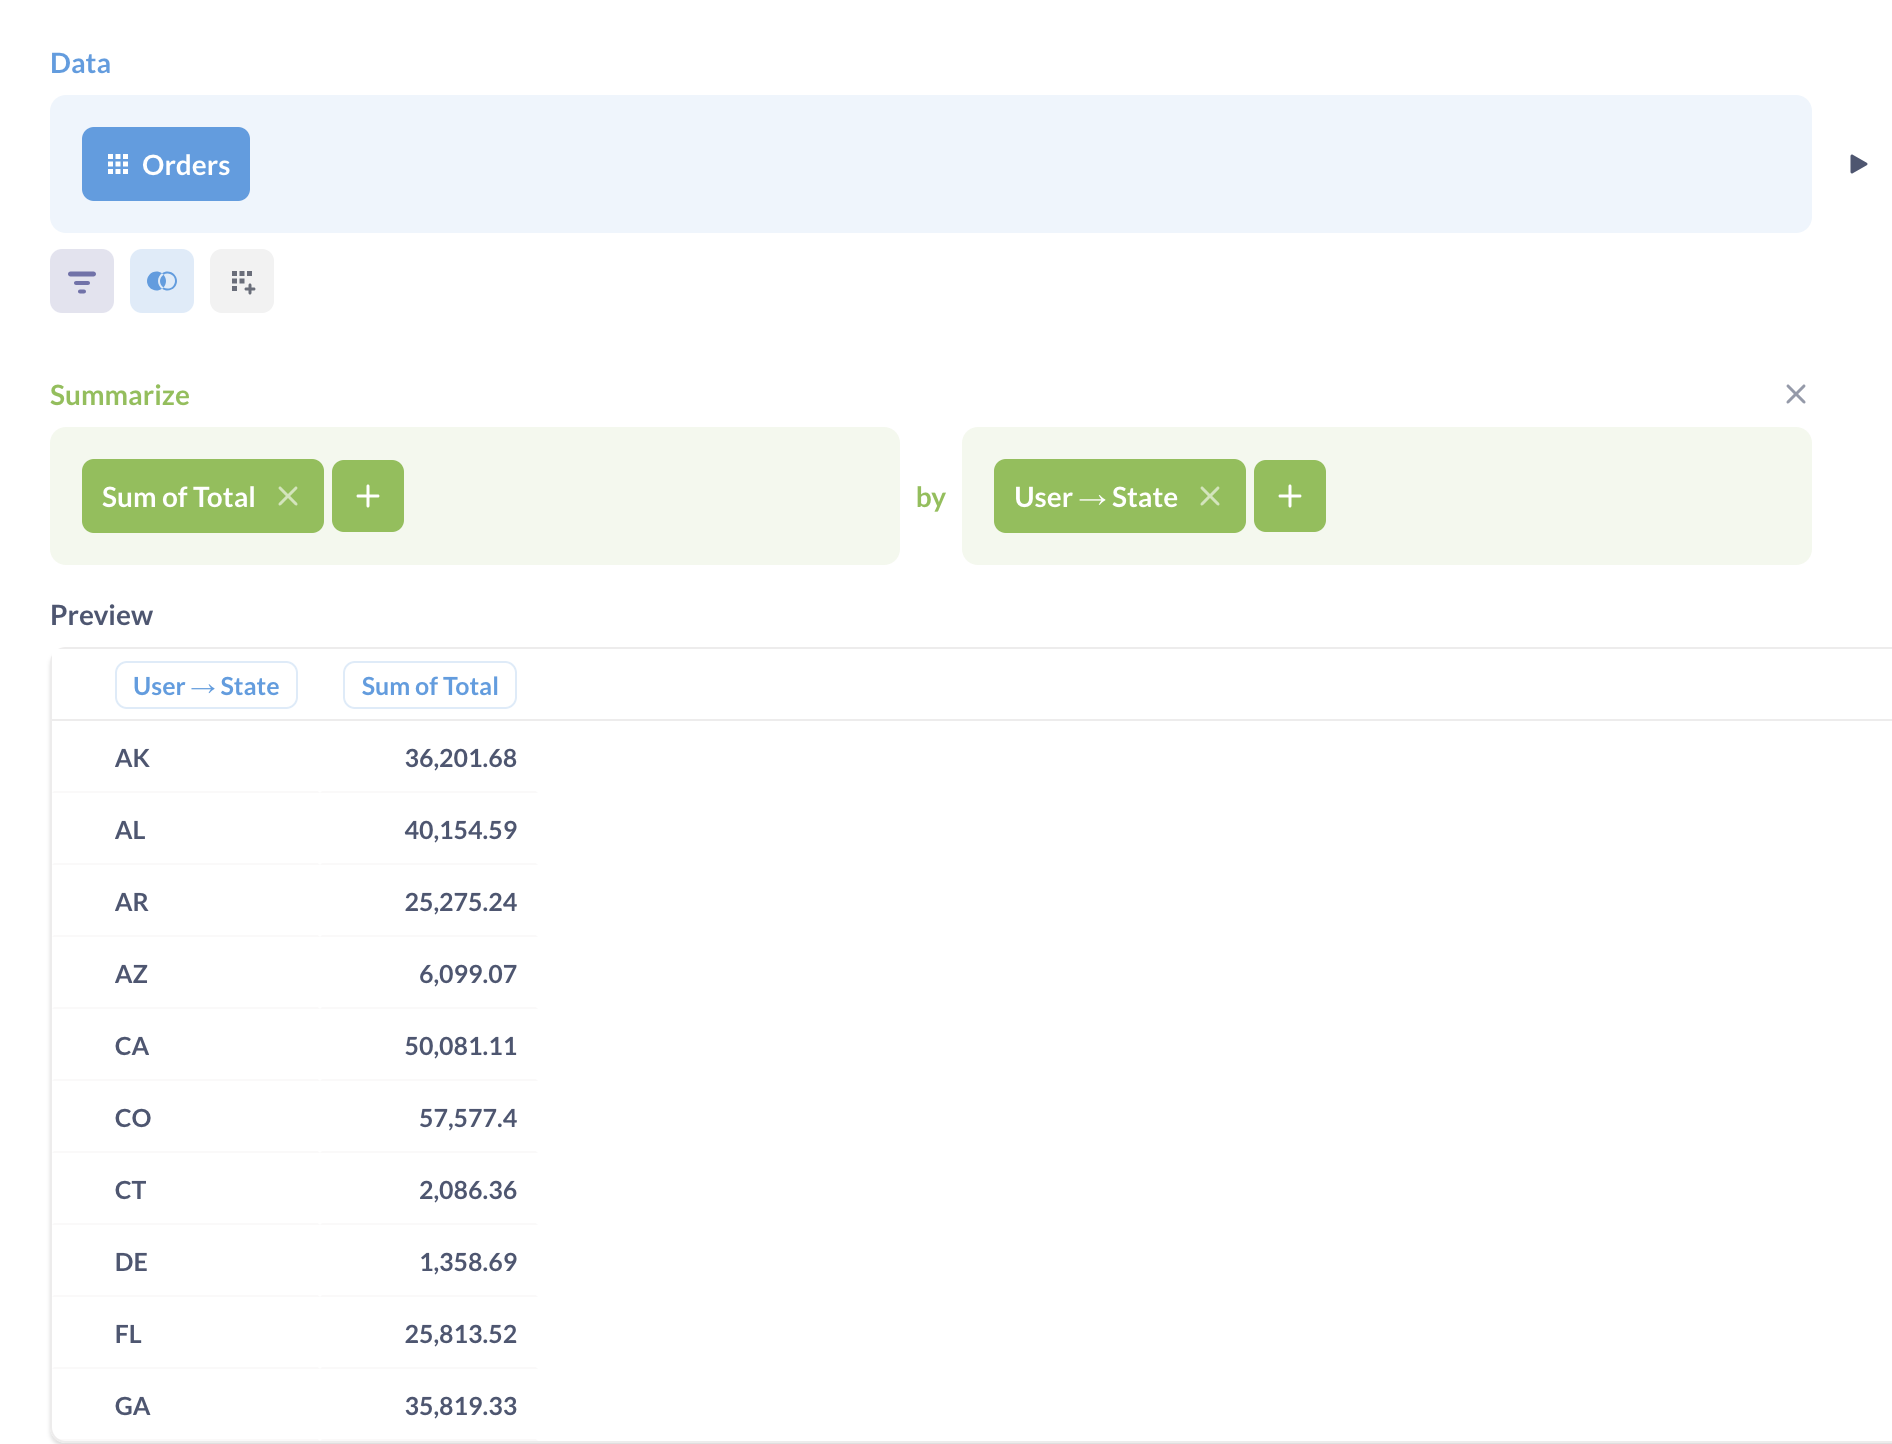 Data
Orders
Summarize
Sum of Total by User → State
Preview
User → State Sum of Total
AK 36,201.68
AL 40,154.59
AR 25,275.24
AZ 6,099.07
CA 50,081.11
CO 57,577.4
CT 2,086.36
DE 1,358.69
FL 25,813.52
GA 35,819.33